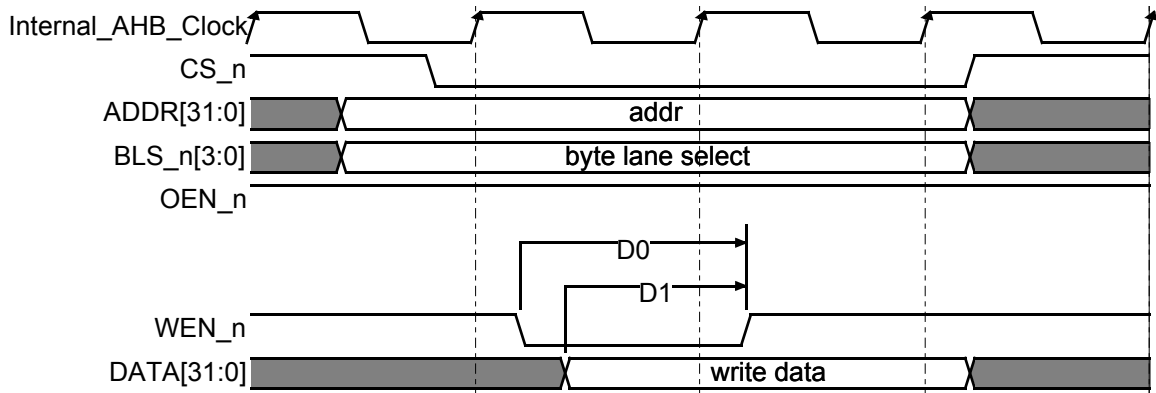 Internal_AHB_Clock
CS_n
ADDR[31:0]
addr
BLS_n[3:0]
byte lane select
OEN_n
D0
D1
WEN_n
DATA[31:0]
write data